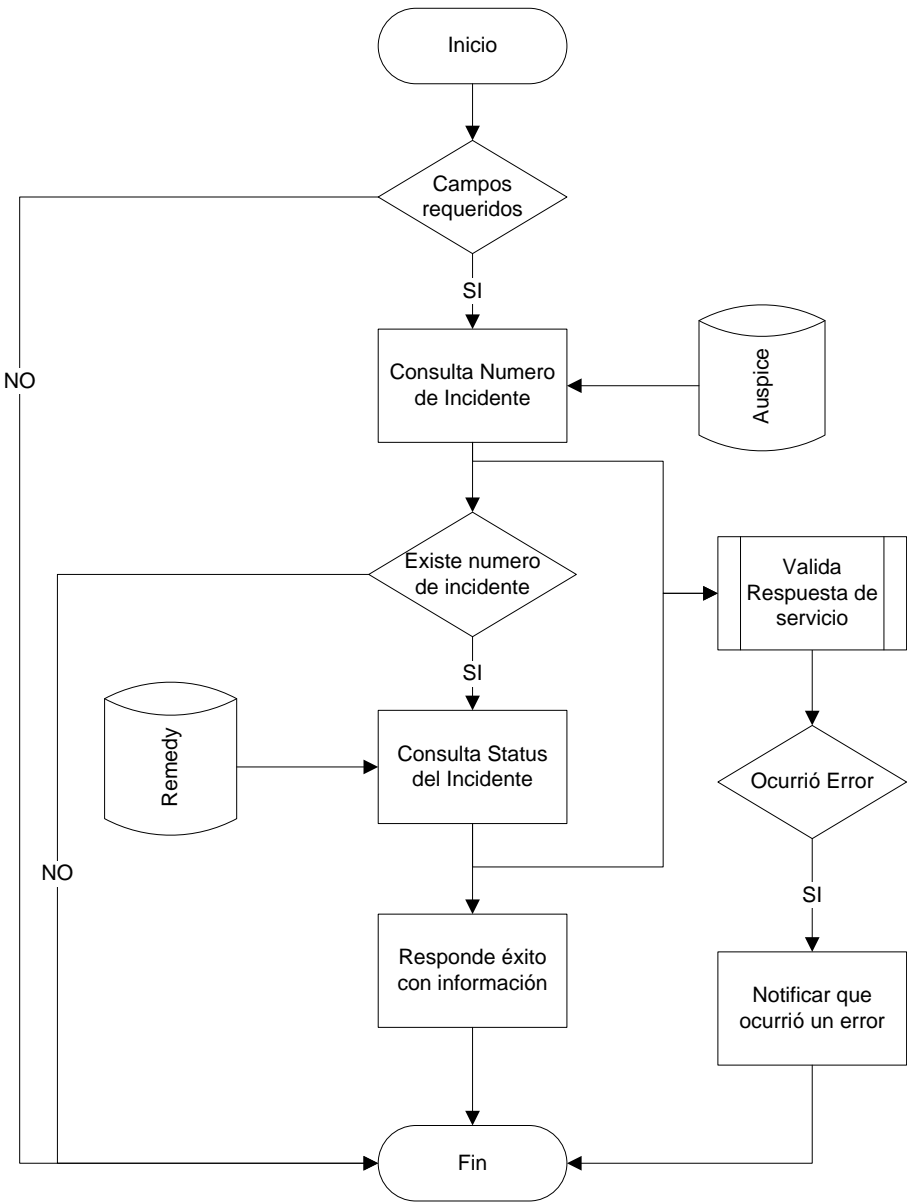 Inicio
Campos
requeridos
SI
NO
Consulta Numero
de Incidente
Auspice
Existe numero
de incidente
Valida
Respuesta de
servicio
SI
Remedy
Consulta Status
del Incidente
Ocurrió Error
NO
SI
Responde éxito
con información
Notificar que
ocurrió un error
Fin